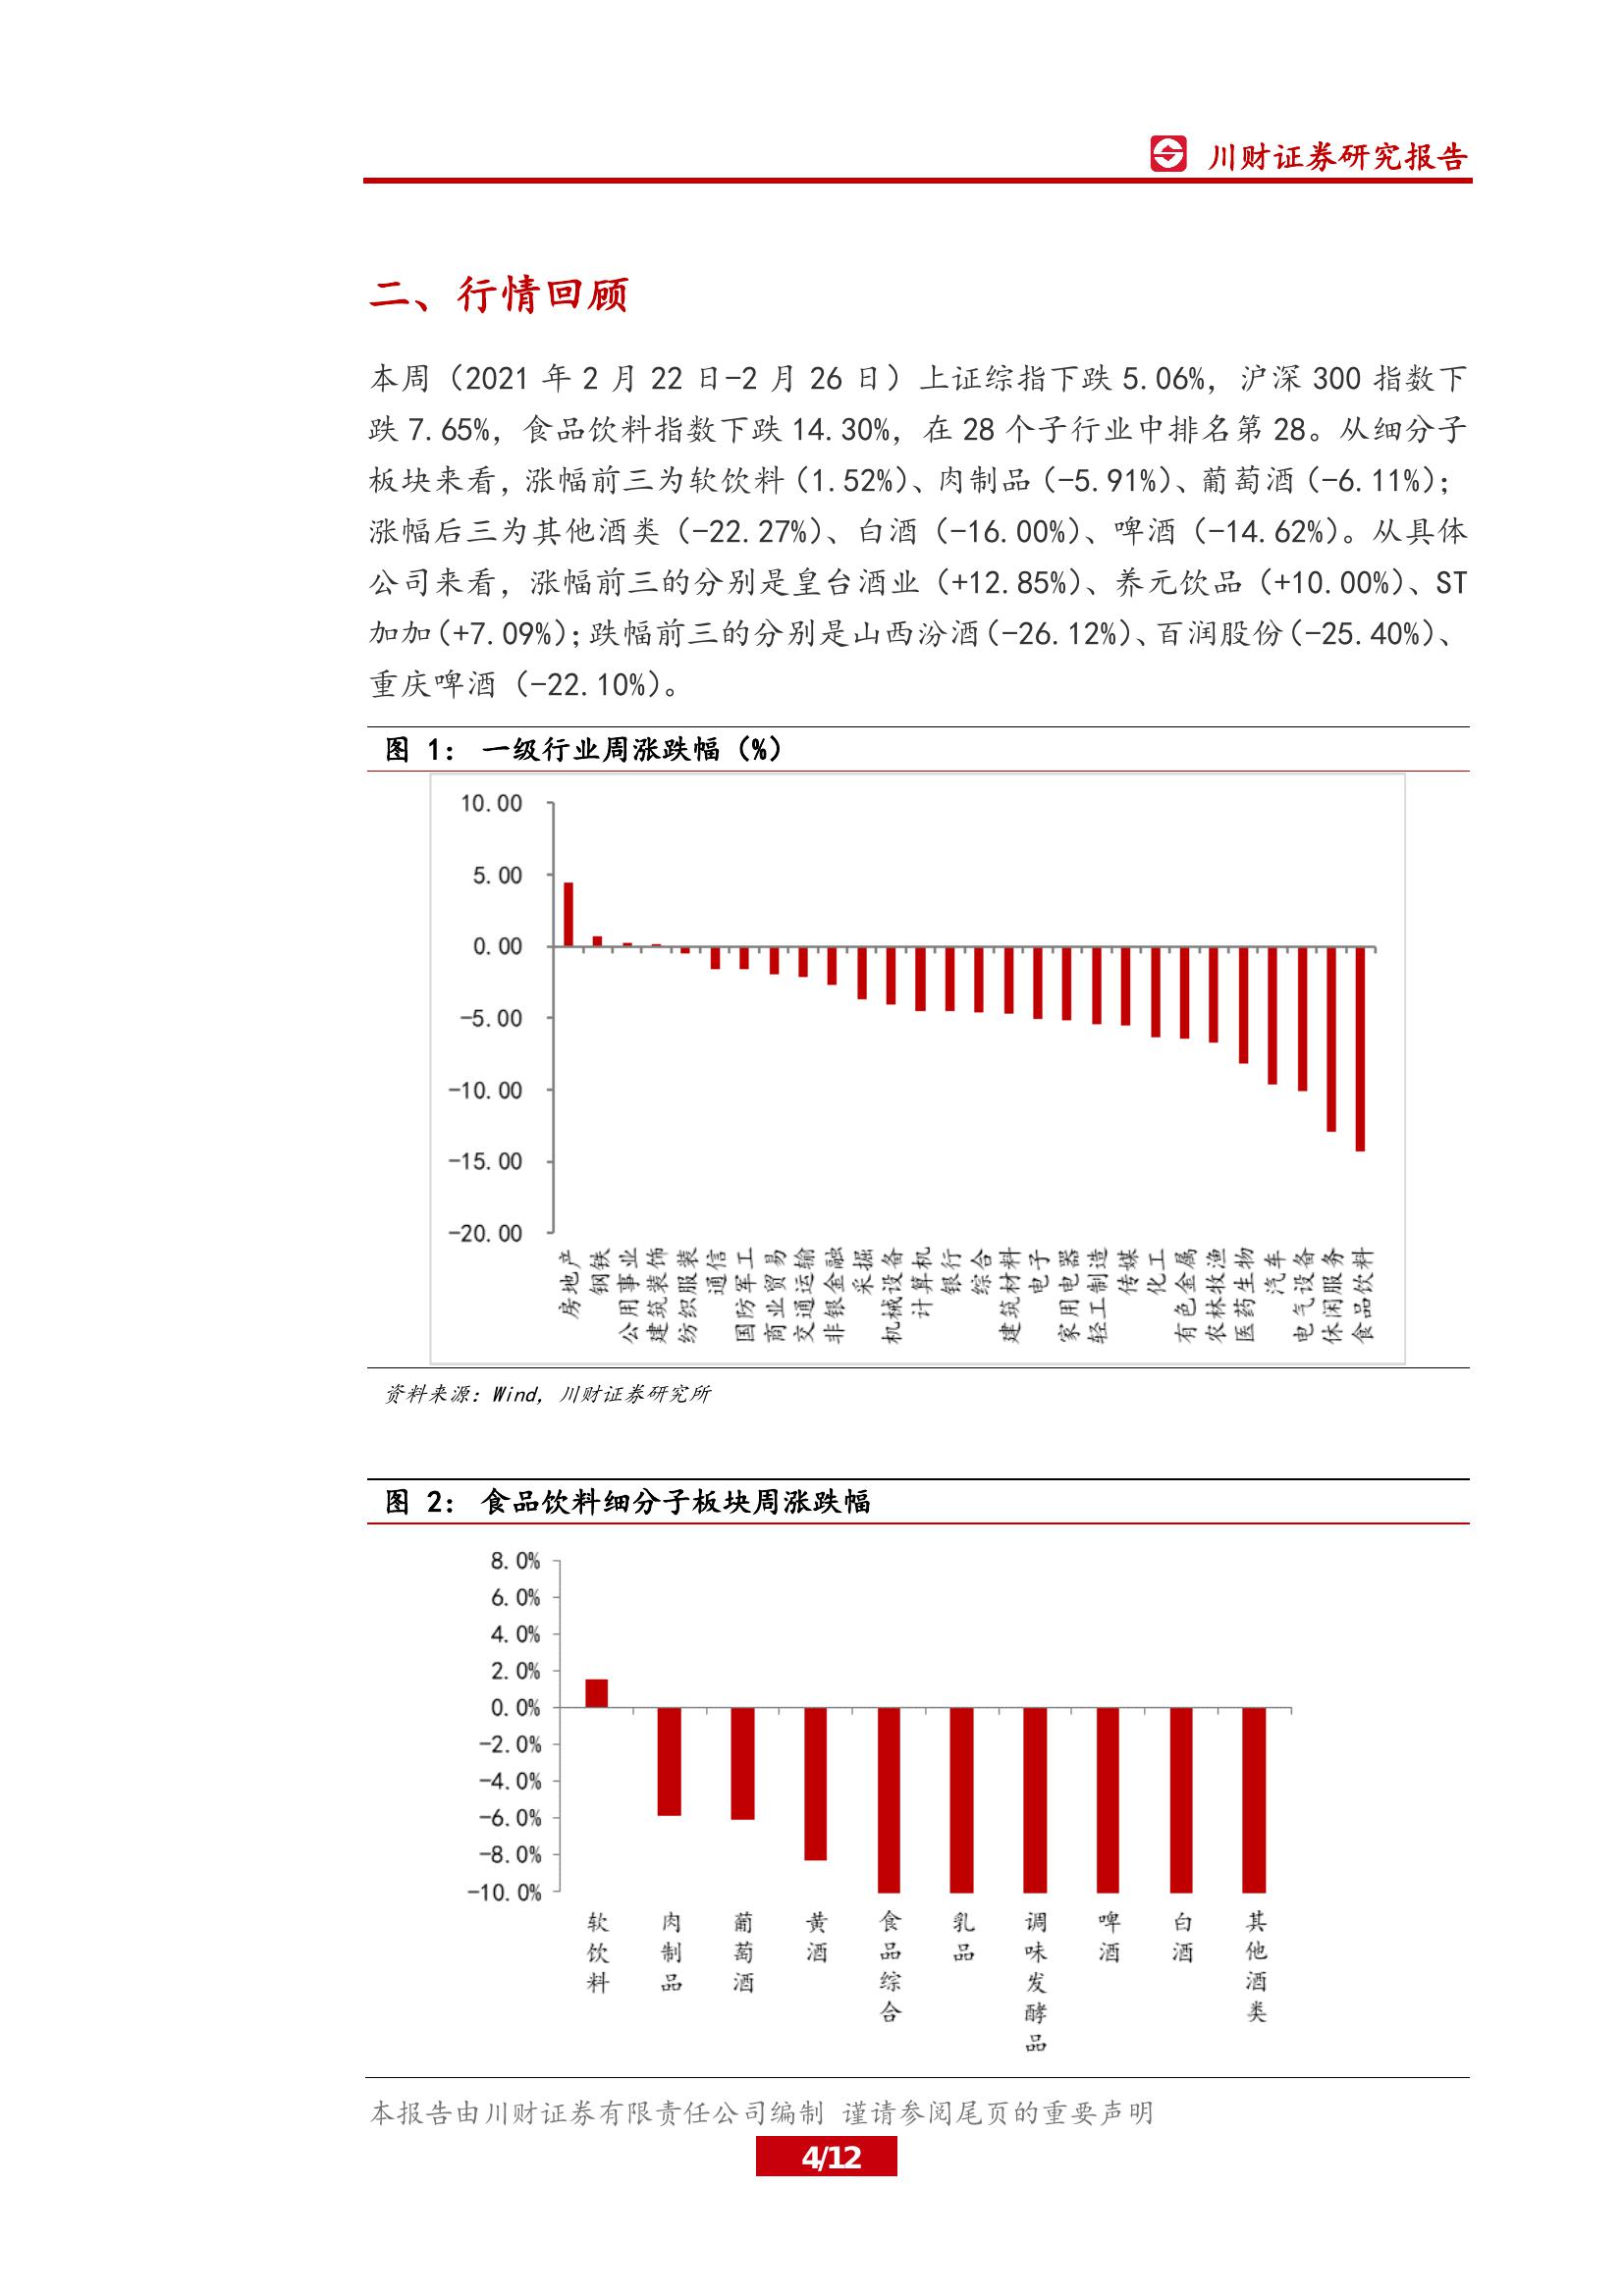 川财证券研究报告
二、行情回顾
本周（2021 年 2 月 22 日-2 月 26 日）上证综指下跌 5.06%，沪深 300 指数下
跌 7.65%，食品饮料指数下跌 14.30%，在 28 个子行业中排名第 28。从细分子
板块来看，涨幅前三为软饮料（1.52%）、肉制品（-5.91%）、葡萄酒（-6.11%）；
涨幅后三为其他酒类（-22.27%）、白酒（-16.00%）、啤酒（-14.62%）。从具体
公司来看，涨幅前三的分别是皇台酒业（+12.85%）、养元饮品（+10.00%）、ST
加加（+7.09%）；跌幅前三的分别是山西汾酒（-26.12%）、百润股份（-25.40%）、
重庆啤酒（-22.10%）。
图 1： 一级行业周涨跌幅（%）
10.00
5.00
0.00
-5.00
-10.00
-15.00
-20.00
房地产
钢铁
公用事业
建筑装饰
纺织服装
通信
国防军工
商业贸易
交通运输
非银金融
采掘
机械设备
计算机
银行
综合
建筑材料
电子
家用电器
轻工制造
传媒
化工
有色金属
农林牧渔
医药生物
汽车
电气设备
休闲服务
食品饮料
资料来源：Wind，川财证券研究所
图 2： 食品饮料细分子板块周涨跌幅
8.0%
6.0%
4.0%
2.0%
0.0%
-2.0%
-4.0%
-6.0%
-8.0%
-10.0%
软饮料
肉制品
葡萄酒
黄酒
食品综合
乳品
调味发酵品
啤酒
白酒
其他酒类
本报告由川财证券有限责任公司编制 谨请参阅尾页的重要声明
4/12